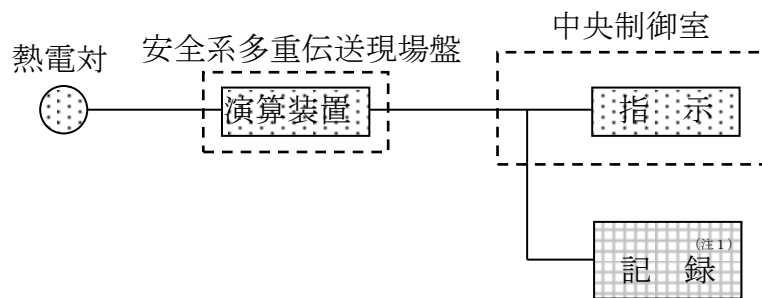 中央制御室
安全系多重伝送現場盤
熱電対
演算装置
指 示
(注1)
記 録